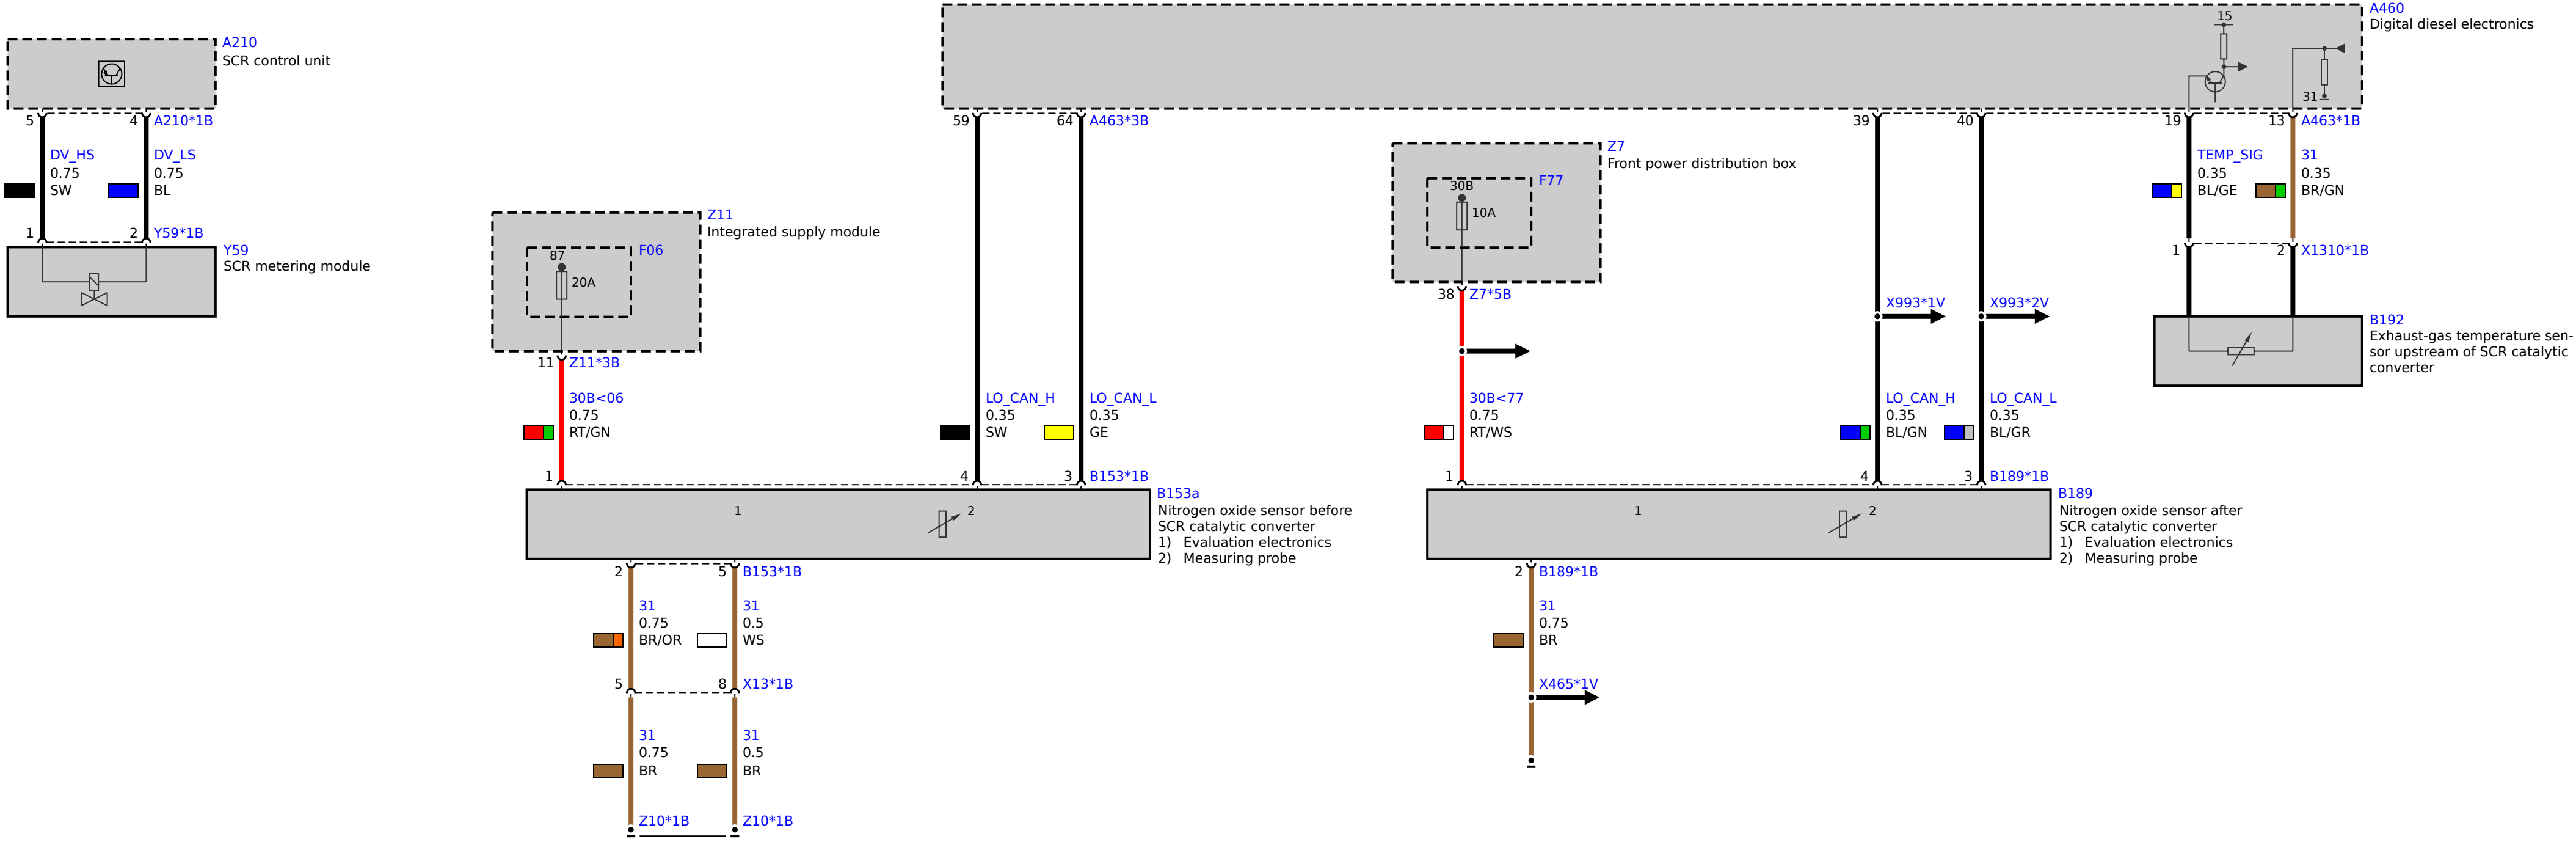 A210
SCR control unit
5
4
A210*1B
DV_HS
0.75
SW
DV_LS
0.75
BL
1
2
Y59*1B
Y59
SCR metering module
Z11
Integrated supply module
F06
87
20A
11
Z11*3B
30B<06
0.75
RT/GN
1
A460
Digital diesel electronics
15
31
59
64
A463*3B
LO_CAN_H
0.35
SW
LO_CAN_L
0.35
GE
4
3
B153*1B
B153a
Nitrogen oxide sensor before
SCR catalytic converter
1) Evaluation electronics
2) Measuring probe
1
2
2
5
B153*1B
31
0.75
BR/OR
31
0.5
WS
5
8
X13*1B
31
0.75
BR
31
0.5
BR
Z10*1B
Z10*1B
Z7
Front power distribution box
F77
30B
10A
38
Z7*5B
30B<77
0.75
RT/WS
1
39
40
X993*1V
X993*2V
LO_CAN_H
0.35
BL/GN
LO_CAN_L
0.35
BL/GR
4
3
B189*1B
B189
Nitrogen oxide sensor after
SCR catalytic converter
1) Evaluation electronics
2) Measuring probe
1
2
2
B189*1B
31
0.75
BR
X465*1V
19
13
A463*1B
TEMP_SIG
0.35
BL/GE
31
0.35
BR/GN
1
2
X1310*1B
B192
Exhaust-gas temperature sen-
sor upstream of SCR catalytic
converter